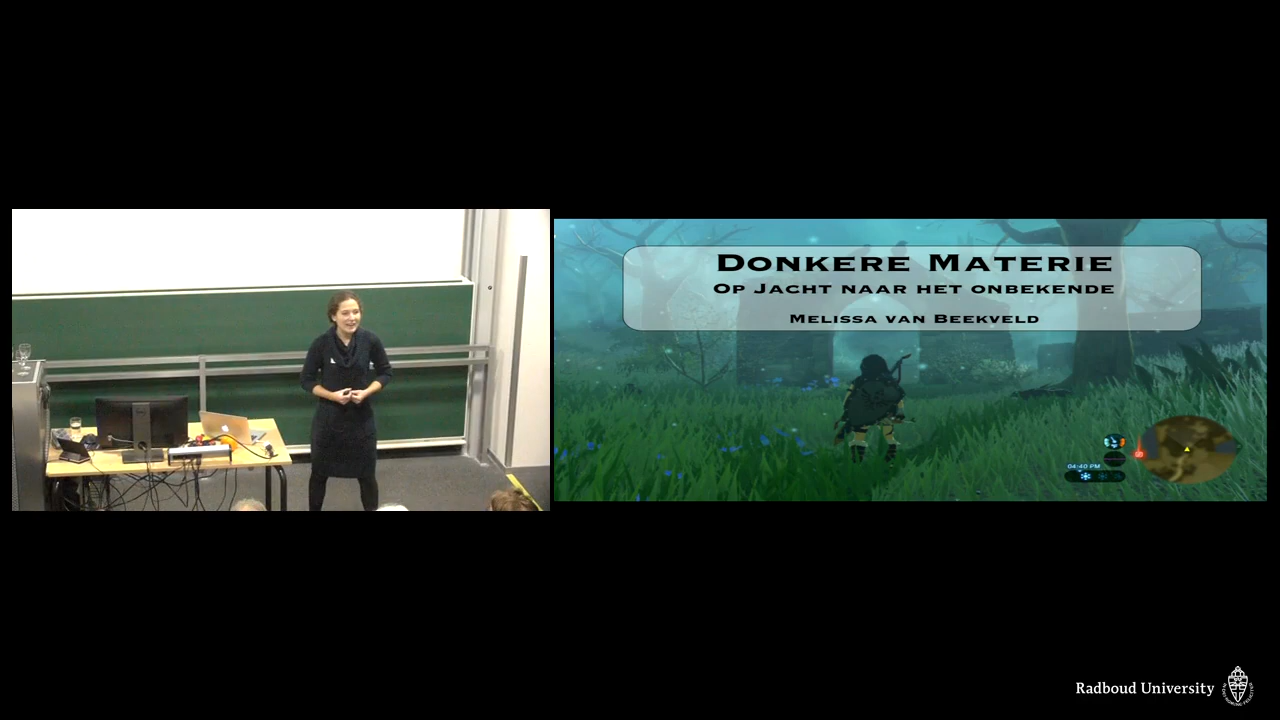 Donkere Materie
Op Jacht naar het onbekende
Melissa van Beekveld
04:40 PM
Radboud University